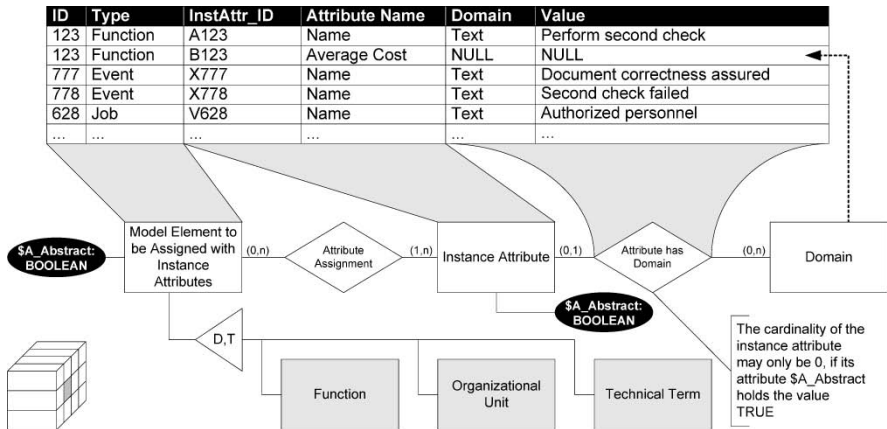 ID Type InstAttr_ID Attribute Name Domain Value
123 Function A123 Name Text Perform second check
123 Function B123 Average Cost NULL NULL
777 Event X777 Name Text Document correctness assured
778 Event X778 Name Text Second check failed
628 Job V628 Name Text Authorized personnel
... ... ... ... ... ...
$A_Abstract:
BOOLEAN
Model Element to
be Assigned with
Instance
Attributes
(0,n)
Attribute
Assignment
(1,n)
Instance Attribute
(0,1)
Attribute has
Domain
(0,n)
Domain
$A_Abstract:
BOOLEAN
D,T
Function
Organizational
Unit
Technical Term
The cardinality of the
instance attribute
may only be 0, if its
attribute $A_Abstract
holds the value
TRUE